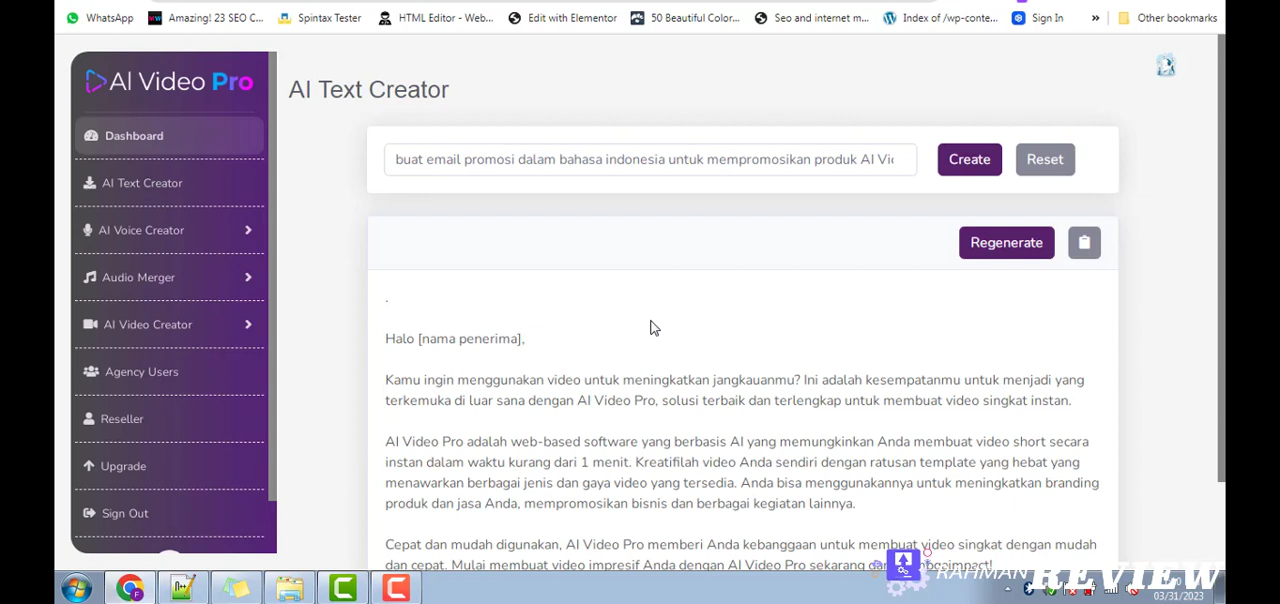 WhatsApp Amazing! 23 SEO C... Spintax Tester HTML Editor - Web... Edit with Elementor 50 Beautiful Color... Seo and internet m... Index of /wp-conte... Sign In » Other bookmarks
AI Video Pro
AI Text Creator
Dashboard
buat email promosi dalam bahasa indonesia untuk mempromosikan produk AI Vi
Create
Reset
AI Text Creator
AI Voice Creator
Regenerate
Audio Merger
.
AI Video Creator
Halo [nama penerima],
Agency Users
Kamu ingin menggunakan video untuk meningkatkan jangkauanmu? Ini adalah kesempatanmu untuk menjadi yang
terkemuka di luar sana dengan AI Video Pro, solusi terbaik dan terlengkap untuk membuat video singkat instan.
Reseller
AI Video Pro adalah web-based software yang berbasis AI yang memungkinkan Anda membuat video short secara
instan dalam waktu kurang dari 1 menit. Kreatifilah video Anda sendiri dengan ratusan template yang hebat yang
Upgrade
menawarkan berbagai jenis dan gaya video yang tersedia. Anda bisa menggunakannya untuk meningkatkan branding
produk dan jasa Anda, mempromosikan bisnis dan berbagai kegiatan lainnya.
Sign Out
Cepat dan mudah digunakan, AI Video Pro memberi Anda kebanggaan untuk membuat video singkat dengan mudah
dan cepat. Mulai membuat video impresif Anda dengan AI Video Pro sekarang
RAHMAN REVIEW
03/31/2023